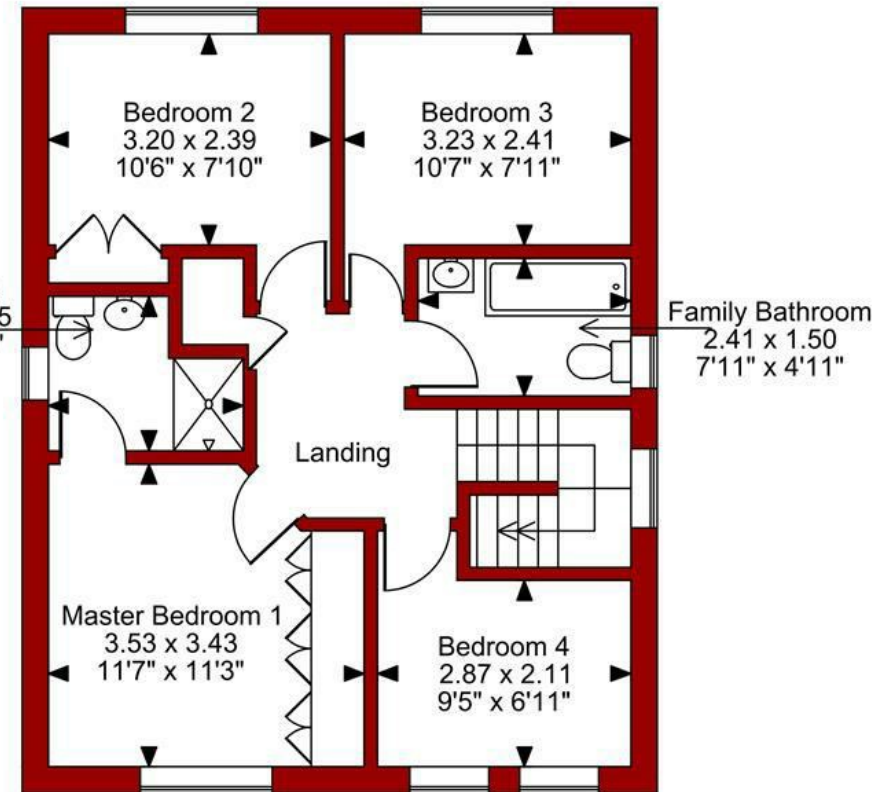 Bedroom 2
3.20 x 2.39
10'6" x 7'10"
Bedroom 3
3.23 x 2.41
10'7" x 7'11"
Family Bathroom
2.41 x 1.50
7'11" x 4'11"
Landing
Master Bedroom 1
3.53 x 3.43
11'7" x 11'3"
Bedroom 4
2.87 x 2.11
9'5" x 6'11"